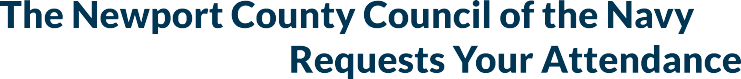 The Newport County Council of the Navy
Requests Your Attendance